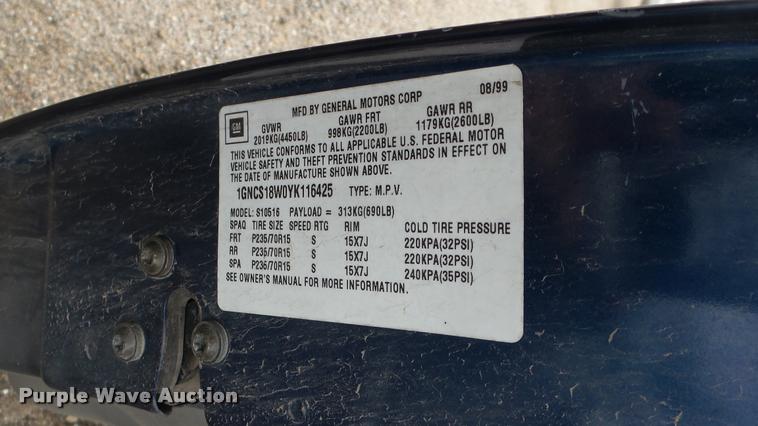 GM
MFD BY GENERAL MOTORS CORP 08/99
GVWR GAWR FRT GAWR RR
2018KG(4450LB) 998KG(2200LB) 1179KG(2600LB)
THIS VEHICLE CONFORMS TO ALL APPLICABLE U.S. FEDERAL MOTOR
VEHICLE SAFETY AND THEFT PREVENTION STANDARDS IN EFFECT ON
THE DATE OF MANUFACTURE SHOWN ABOVE.
1GNCS18W0YK116425 TYPE: M.P.V.
MODEL: S10516 PAYLOAD = 313KG(690LB)
SPAQ TIRE SIZE SPEED RTG RIM COLD TIRE PRESSURE
FRT P235/70R15 S 15X7J 220KPA(32PSI)
RR P235/70R15 S 15X7J 220KPA(32PSI)
SPA P235/70R15 S 15X7J 240KPA(35PSI)
SEE OWNER'S MANUAL FOR MORE INFORMATION.
Purple Wave Auction